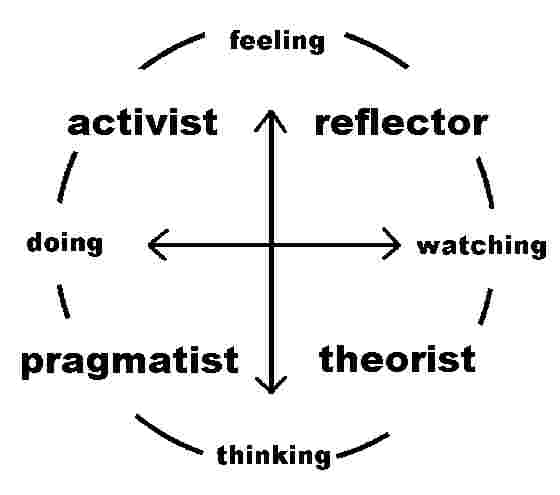 feeling
activist reflector
doing watching
pragmatist theorist
thinking